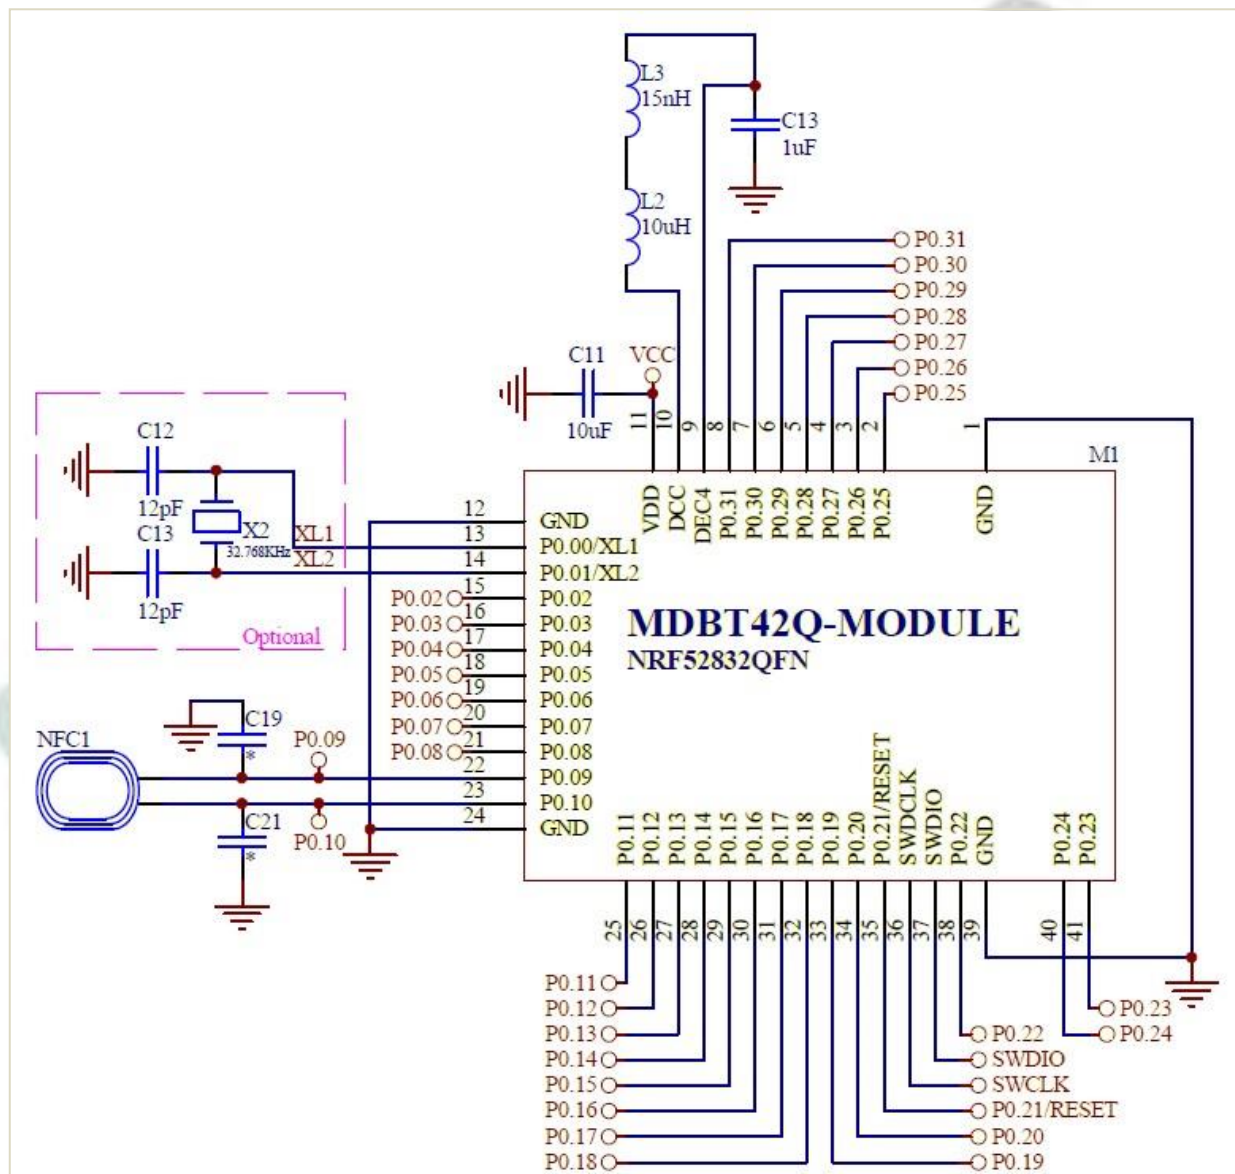 L3
15nH
C13
1uF
L2
10uH
P0.31
P0.30
P0.29
P0.28
P0.27
P0.26
P0.25
C11
VCC
10uF
11
10
9
8
7
6
5
4
3
2
1
M1
VDD
DCC
DEC4
P0.31
P0.30
P0.29
P0.28
P0.27
P0.26
P0.25
GND
C12
12pF
C13
12pF
X2
32.768KHz
XL1
XL2
Optional
12 GND
13 P0.00/XL1
14 P0.01/XL2
P0.02 15 P0.02
P0.03 16 P0.03
P0.04 17 P0.04
P0.05 18 P0.05
P0.06 19 P0.06
P0.07 20 P0.07
P0.08 21 P0.08
22 P0.09
23 P0.10
24 GND
MDBT42Q-MODULE
NRF52832QFN
NFC1
C19
*
P0.09
C21
*
P0.10
P0.11
P0.12
P0.13
P0.14
P0.15
P0.16
P0.17
P0.18
P0.19
P0.20
P0.21/RESET
SWDCLK
SWDIO
P0.22
GND
P0.24
P0.23
25
26
27
28
29
30
31
32
33
34
35
36
37
38
39
40
41
P0.11
P0.12
P0.13
P0.14
P0.15
P0.16
P0.17
P0.18
P0.23
P0.24
P0.22
SWDIO
SWCLK
P0.21/RESET
P0.20
P0.19